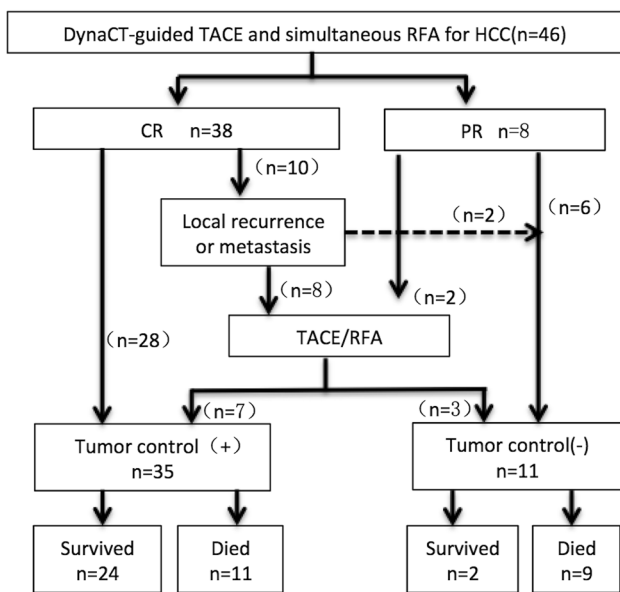 DynaCT-guided TACE and simultaneous RFA for HCC(n=46)
CR n=38
PR n=8
(n=10)
Local recurrence
or metastasis
(n=2)
(n=6)
(n=8)
(n=2)
(n=28)
TACE/RFA
(n=7)
(n=3)
Tumor control (+)
n=35
Tumor control(-)
n=11
Survived
n=24
Died
n=11
Survived
n=2
Died
n=9